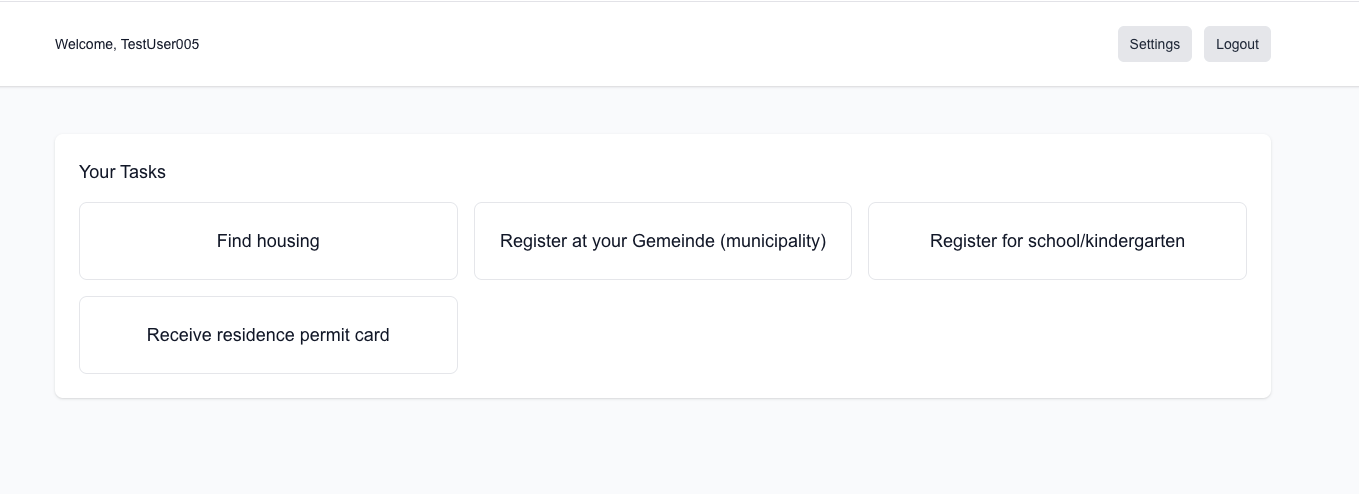 Welcome, TestUser005
Settings
Logout
Your Tasks
Find housing
Register at your Gemeinde (municipality)
Register for school/kindergarten
Receive residence permit card